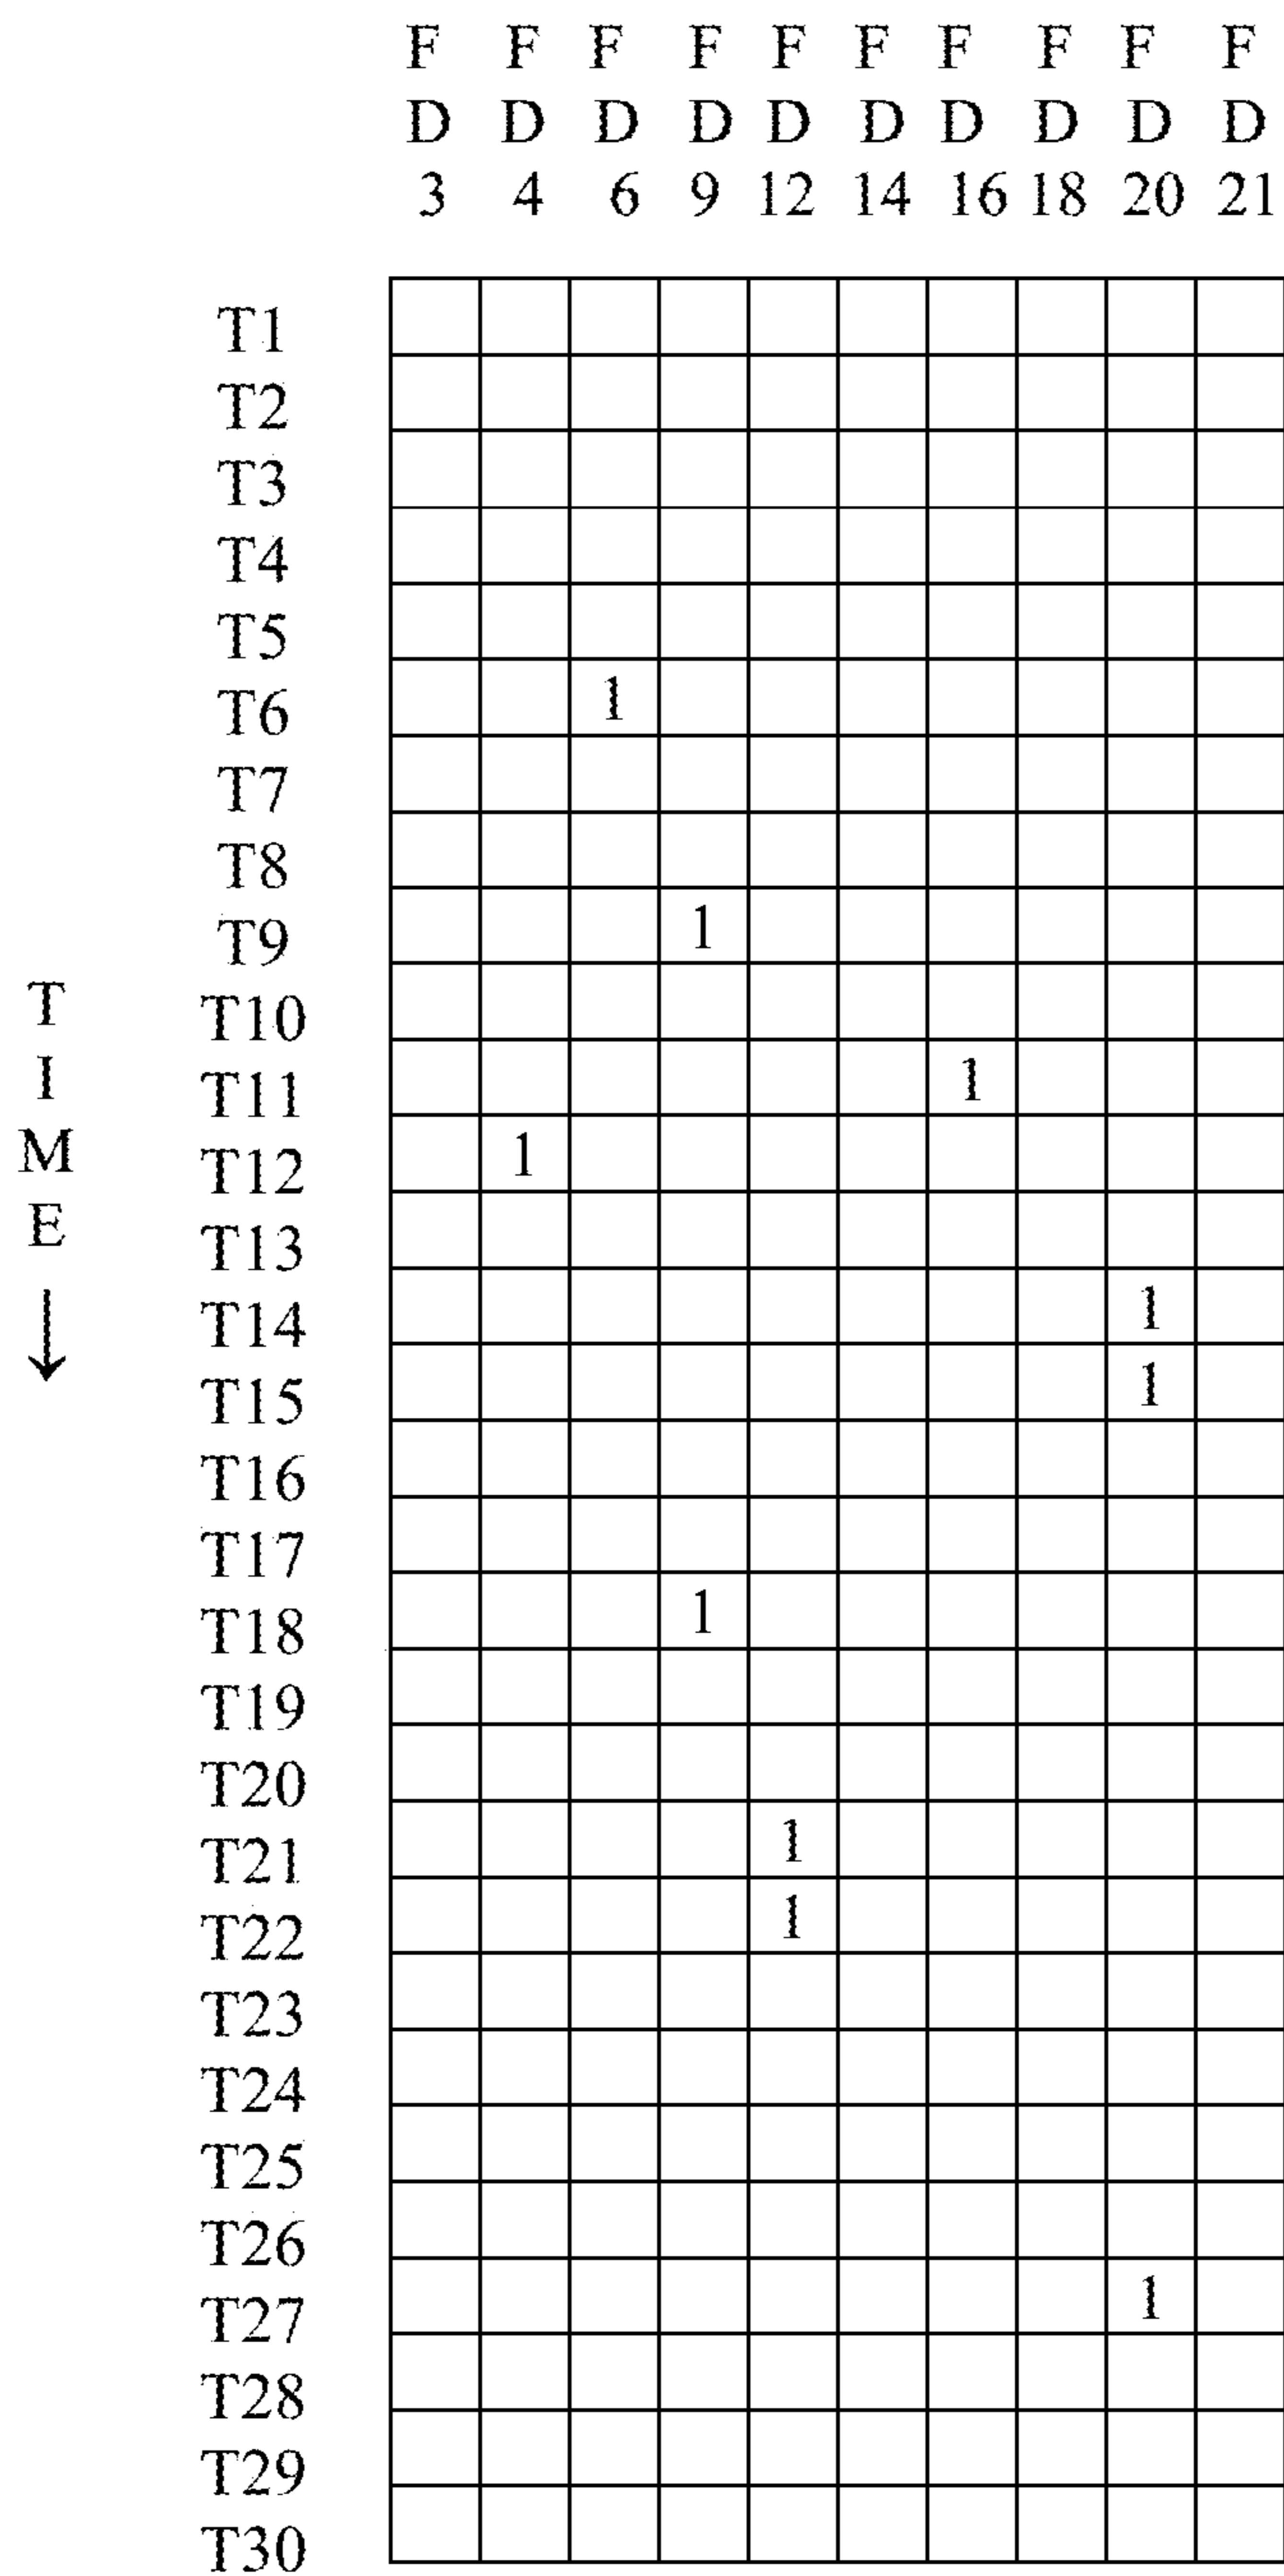 F F F F F F F F F F
D D D D D D D D D D
3 4 6 9 12 14 16 18 20 21
T1
T2
T3
T4
T5
T6 1
T7
T8
T9 1
T10
T11 1
T12 1
T13
T14 1
T15 1
T16
T17
T18 1
T19
T20
T21 1
T22 1
T23
T24
T25
T26
T27 1
T28
T29
T30
T
I
M
E